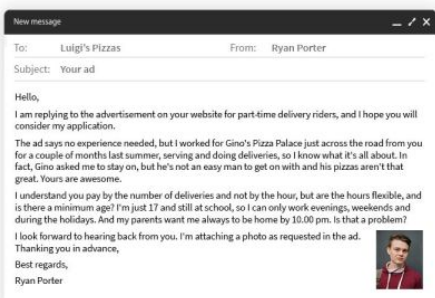 New message
To: Luigi's Pizzas From: Ryan Porter
Subject: Your ad
Hello,
I am replying to the advertisement on your website for part-time delivery riders, and I hope you will
consider my application.
The ad says no experience needed, but I worked for Gino's Pizza Palace just across the road from you
for a couple of months last summer, serving and doing deliveries, so I know what it's all about. In
fact, Gino asked me to stay on, but he's not an easy man to get on with and his pizzas aren't that
great. Yours are awesome.
I understand you pay by the number of deliveries and not by the hour, but are the hours flexible, and
is there a minimum age? I'm just 17 and still at school, so I can only work evenings, weekends and
during the holidays. And my parents want me always to be home by 10.00 pm. Is that a problem?
I look forward to hearing back from you. I'm attaching a photo as requested in the ad.
Thanking you in advance,
Best regards,
Ryan Porter